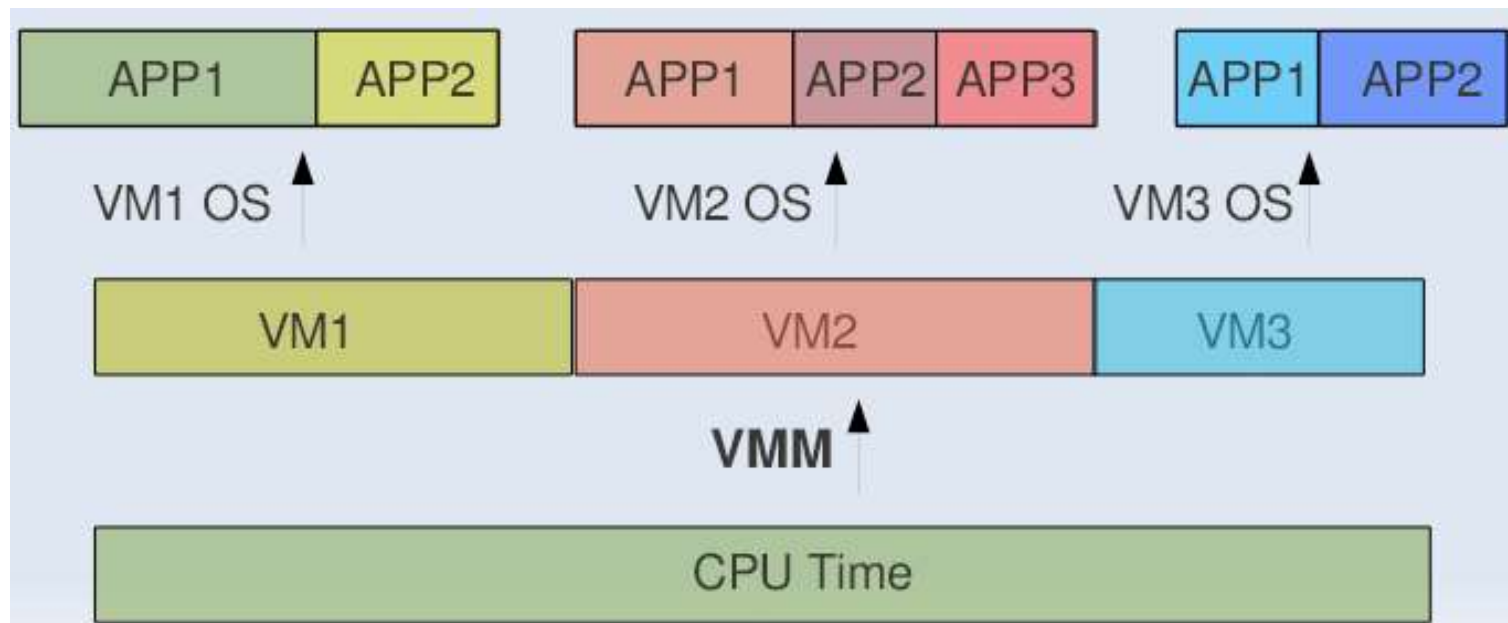 APP1 APP2 APP1 APP2 APP3 APP1 APP2
VM1 OS VM2 OS VM3 OS
VM1 VM2 VM3
VMM
CPU Time